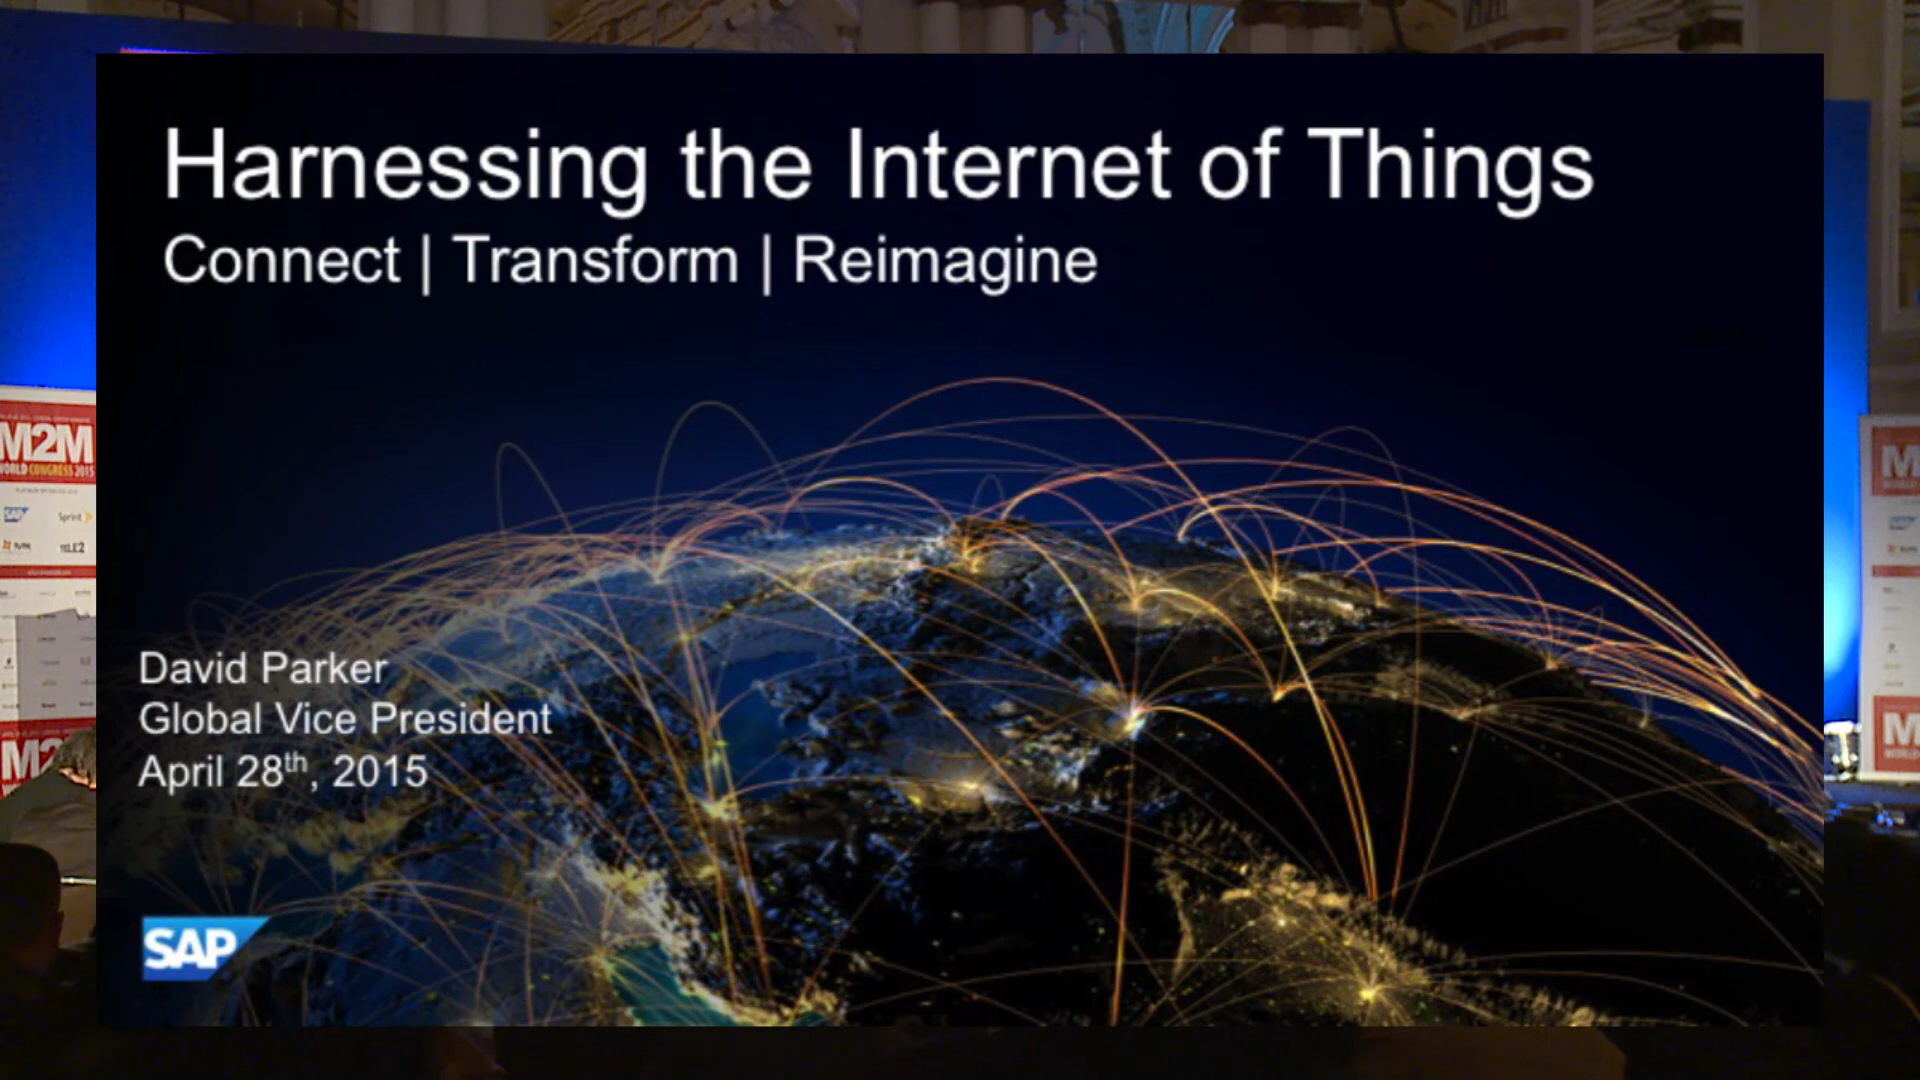 Harnessing the Internet of Things
Connect | Transform | Reimagine
David Parker
Global Vice President
April 28th, 2015
SAP
M2M
WORLD CONGRESS 2015
SAP
Sprint
TELE2
M2
M
M